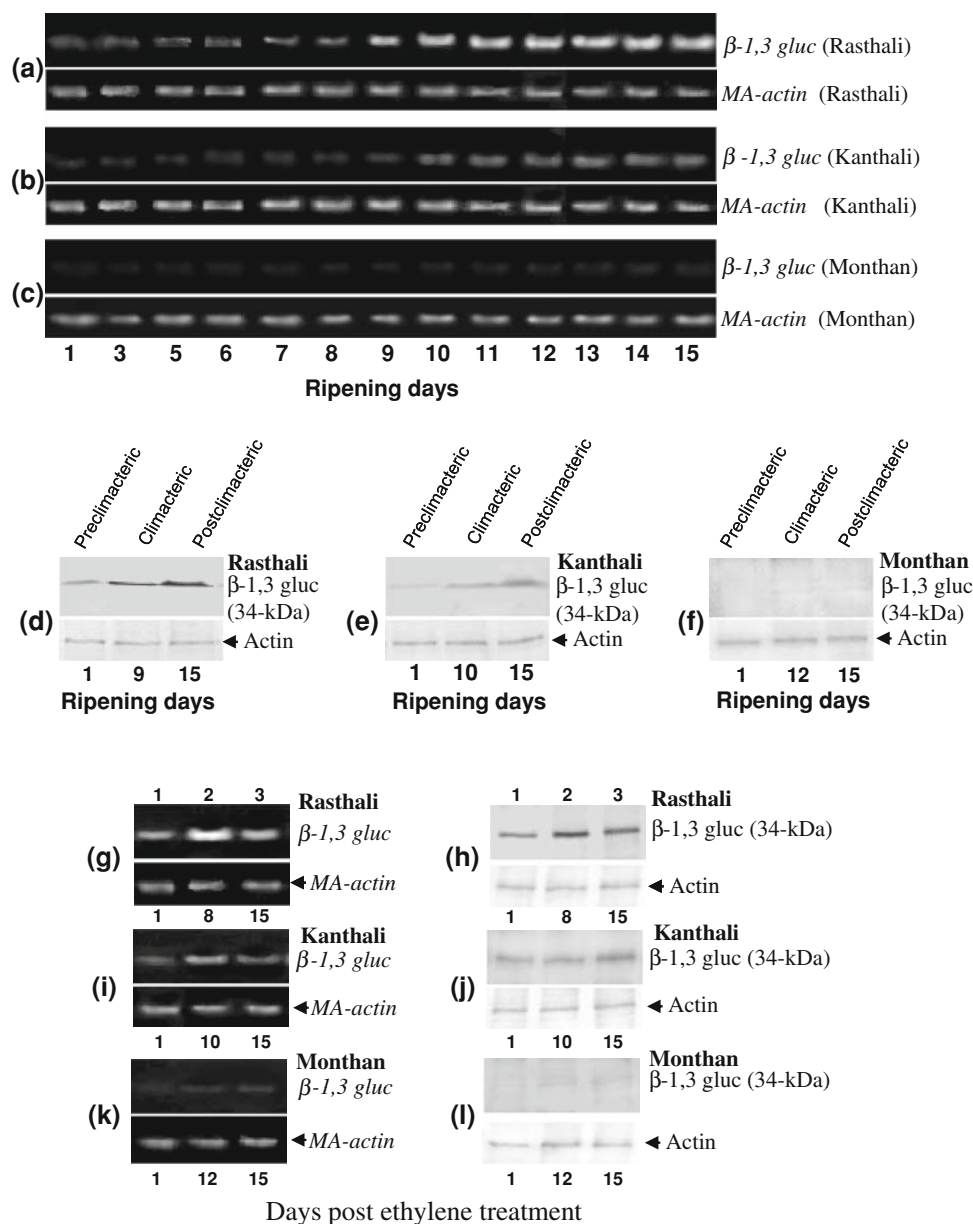 (a)
β-1,3 gluc (Rasthali)
MA-actin (Rasthali)
(b)
β -1,3 gluc (Kanthali)
MA-actin (Kanthali)
(c)
β-1,3 gluc (Monthan)
MA-actin (Monthan)
1 3 5 6 7 8 9 10 11 12 13 14 15
Ripening days
Preclimacteric Climacteric Postclimacteric
(d)
Rasthali
β-1,3 gluc
(34-kDa)
Actin
1 9 15
Ripening days
Preclimacteric Climacteric Postclimacteric
(e)
Kanthali
β-1,3 gluc
(34-kDa)
Actin
1 10 15
Ripening days
Preclimacteric Climacteric Postclimacteric
(f)
Monthan
β-1,3 gluc
(34-kDa)
Actin
1 12 15
Ripening days
1 2 3
Rasthali
(g)
β-1,3 gluc
MA-actin
1 8 15
1 2 3
Rasthali
(h)
β-1,3 gluc (34-kDa)
Actin
1 8 15
Kanthali
(i)
β-1,3 gluc
MA-actin
1 10 15
Kanthali
(j)
β-1,3 gluc (34-kDa)
Actin
1 10 15
Monthan
(k)
β-1,3 gluc
MA-actin
1 12 15
Monthan
(l)
β-1,3 gluc (34-kDa)
Actin
1 12 15
Days post ethylene treatment